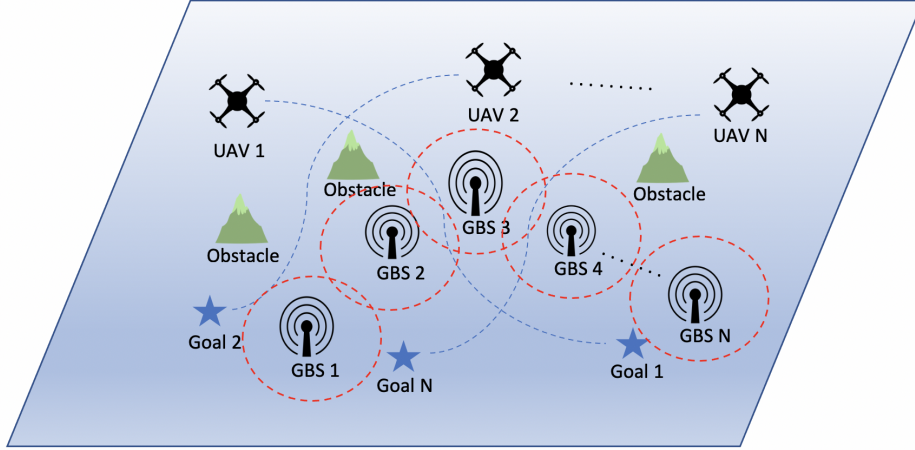 UAV 1
UAV 2
UAV N
Obstacle
Obstacle
Obstacle
GBS 3
GBS 2
GBS 4
GBS N
Goal 2
GBS 1
Goal N
Goal 1